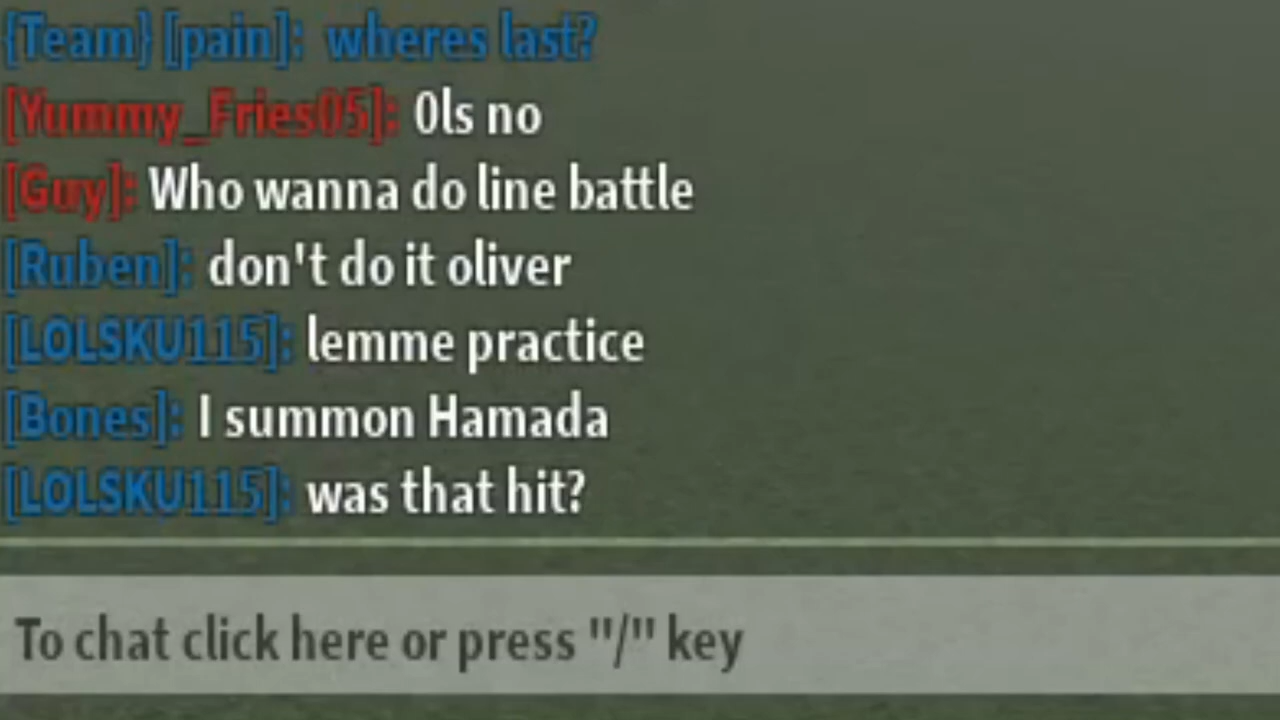 {Team} [pain]: wheres last?
[Yummy_Fries05]: 0ls no
[Guy]: Who wanna do line battle
[Ruben]: don't do it oliver
[LOLSKU115]: lemme practice
[Bones]: I summon Hamada
[LOLSKU115]: was that hit?
To chat click here or press "/" key